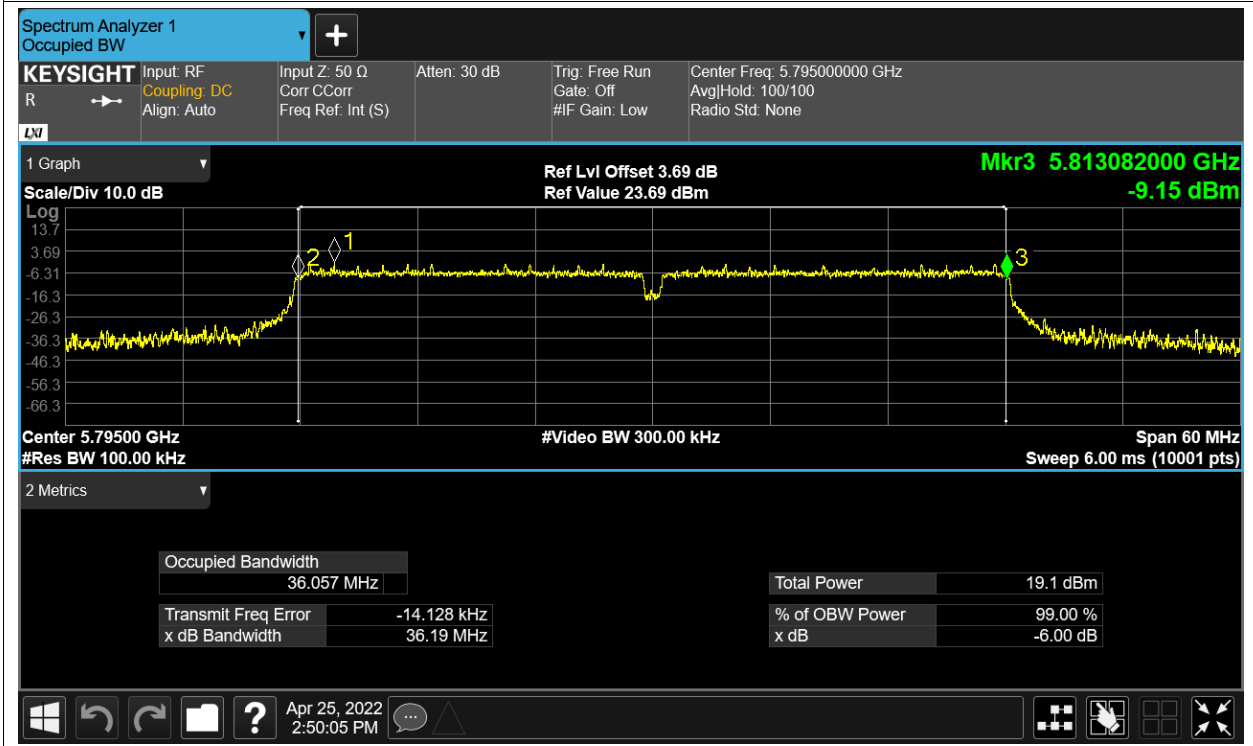 Spectrum Analyzer 1
Occupied BW
+
KEYSIGHT
R
LXI
Input: RF
Coupling: DC
Align: Auto
Input Z: 50 Ω
Corr CCorr
Freq Ref: Int (S)
Atten: 30 dB
Trig: Free Run
Gate: Off
#IF Gain: Low
Center Freq: 5.795000000 GHz
Avg|Hold: 100/100
Radio Std: None
1 Graph
Scale/Div 10.0 dB
Ref Lvl Offset 3.69 dB
Ref Value 23.69 dBm
Mkr3 5.813082000 GHz
-9.15 dBm
Log
13.7
3.69
-6.31
-16.3
-26.3
-36.3
-46.3
-56.3
-66.3
2
1
3
Center 5.79500 GHz
#Res BW 100.00 kHz
#Video BW 300.00 kHz
Span 60 MHz
Sweep 6.00 ms (10001 pts)
2 Metrics
Occupied Bandwidth
36.057 MHz
Transmit Freq Error -14.128 kHz
x dB Bandwidth 36.19 MHz
Total Power 19.1 dBm
% of OBW Power 99.00 %
x dB -6.00 dB
?
Apr 25, 2022
2:50:05 PM